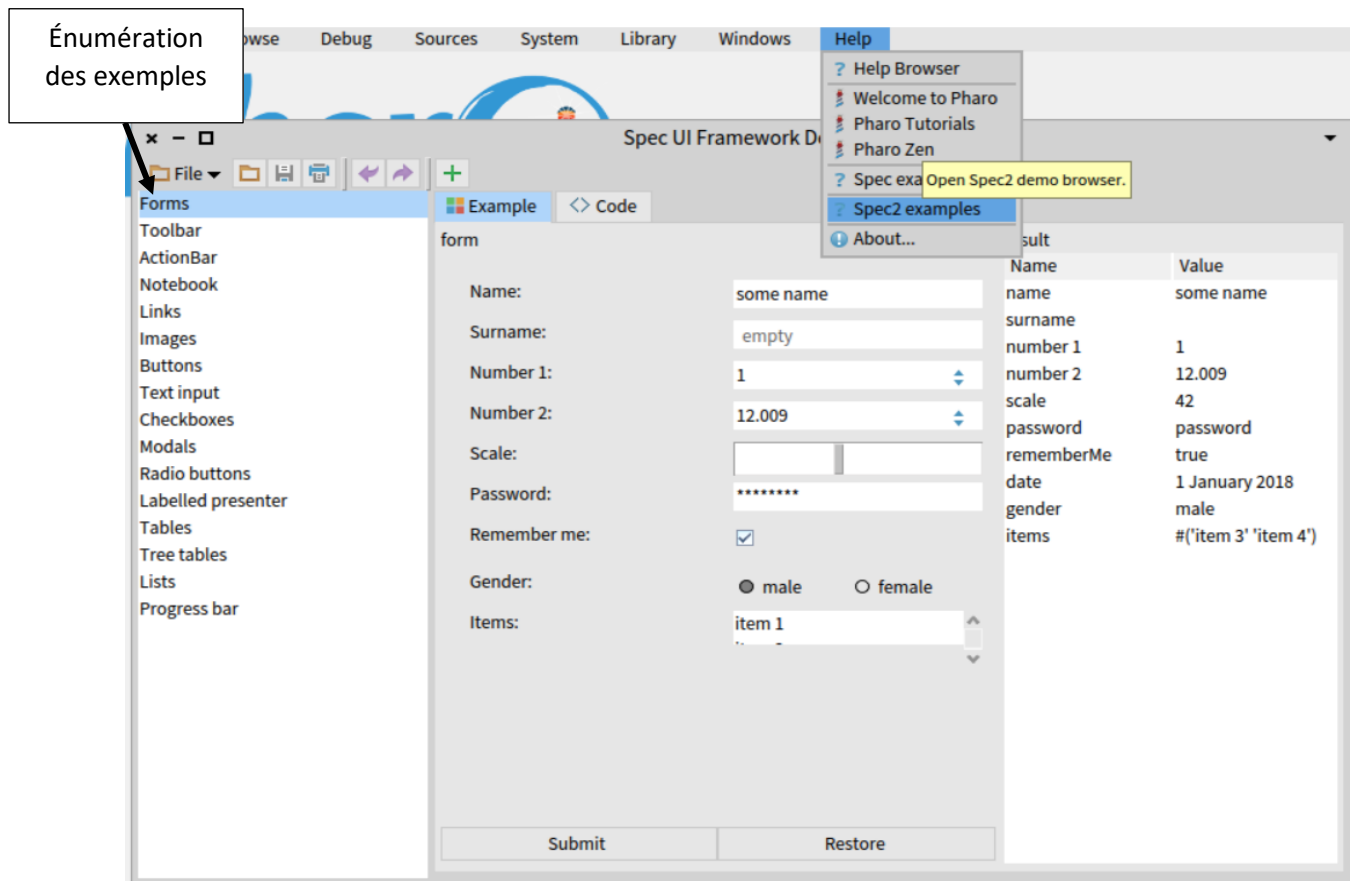 Énumération
des exemples
Debug Sources System Library Windows Help
Help Browser
Welcome to Pharo
Pharo Tutorials
Pharo Zen
Open Spec2 demo browser.
Spec2 examples
About...
Spec UI Framework
File
Forms
Toolbar
ActionBar
Notebook
Links
Images
Buttons
Text input
Checkboxes
Modals
Radio buttons
Labelled presenter
Tables
Tree tables
Lists
Progress bar
Example <> Code
form
Name: some name
Surname: empty
Number 1: 1
Number 2: 12.009
Scale:
Password: ********
Remember me:
Gender: male female
Items: item 1
Submit Restore
Name Value
name some name
surname
number 1 1
number 2 12.009
scale 42
password password
rememberMe true
date 1 January 2018
gender male
items #('item 3' 'item 4')